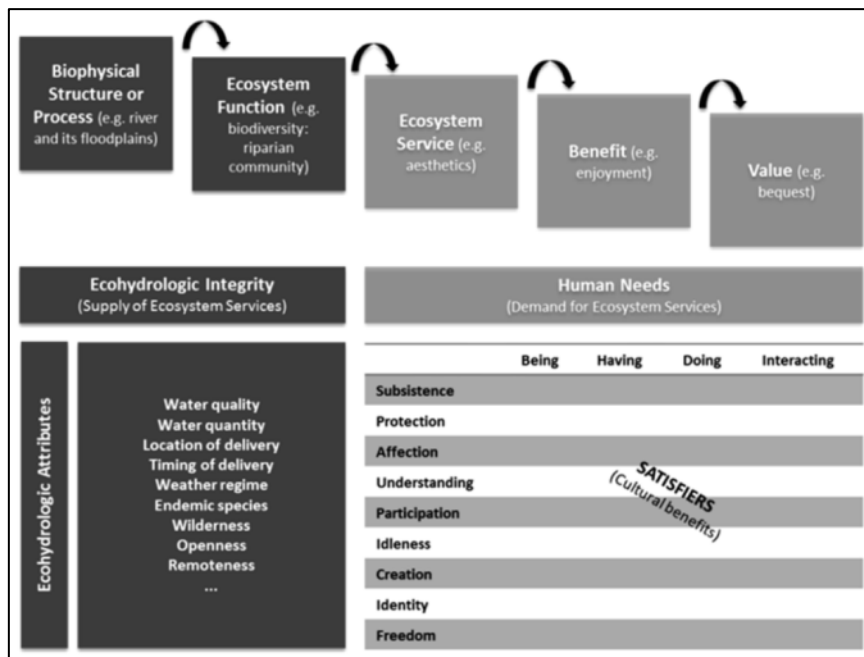 Biophysical
Structure or
Process (e.g. river
and its floodplains)
Ecosystem
Function (e.g.
biodiversity:
riparian
community)
Ecosystem
Service (e.g.
aesthetics)
Benefit (e.g.
enjoyment)
Value (e.g.
bequest)
Ecohydrologic Integrity
(Supply of Ecosystem Services)
Human Needs
(Demand for Ecosystem Services)
Ecohydrologic Attributes
Water quality
Water quantity
Location of delivery
Timing of delivery
Weather regime
Endemic species
Wilderness
Openness
Remoteness
...
Being Having Doing Interacting
Subsistence
Protection
Affection
Understanding
Participation
Idleness
Creation
Identity
Freedom
SATISFIERS
(Cultural benefits)